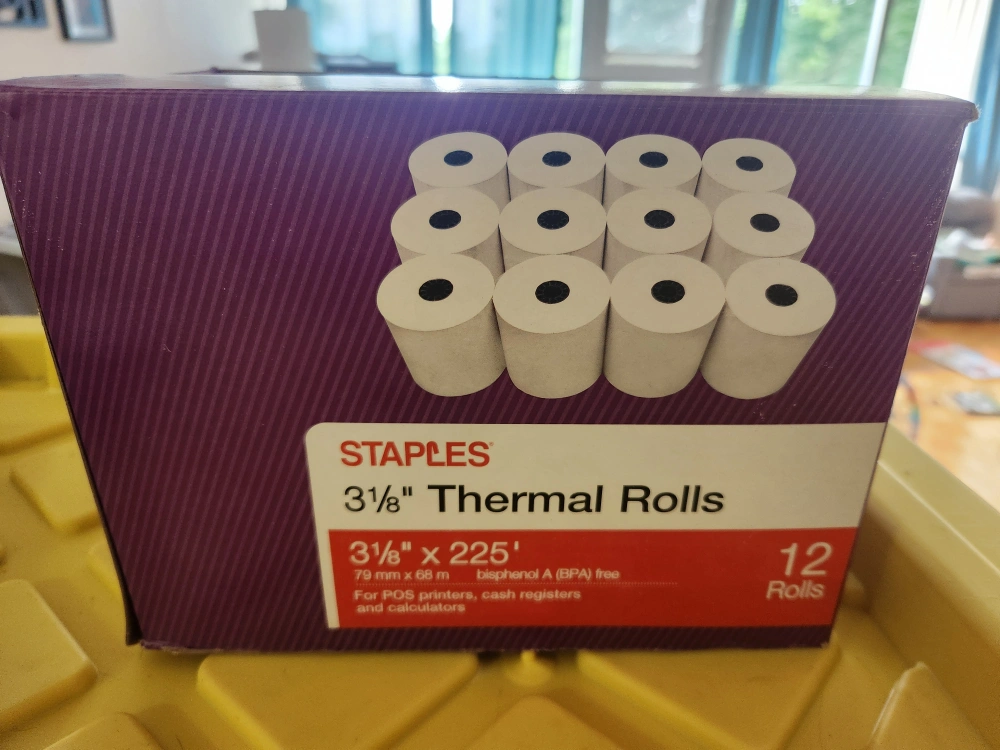 STAPLES®
3⅛" Thermal Rolls
3⅛" x 225'
79 mm x 68 m bisphenol A (BPA) free
For POS printers, cash registers
and calculators
12
Rolls